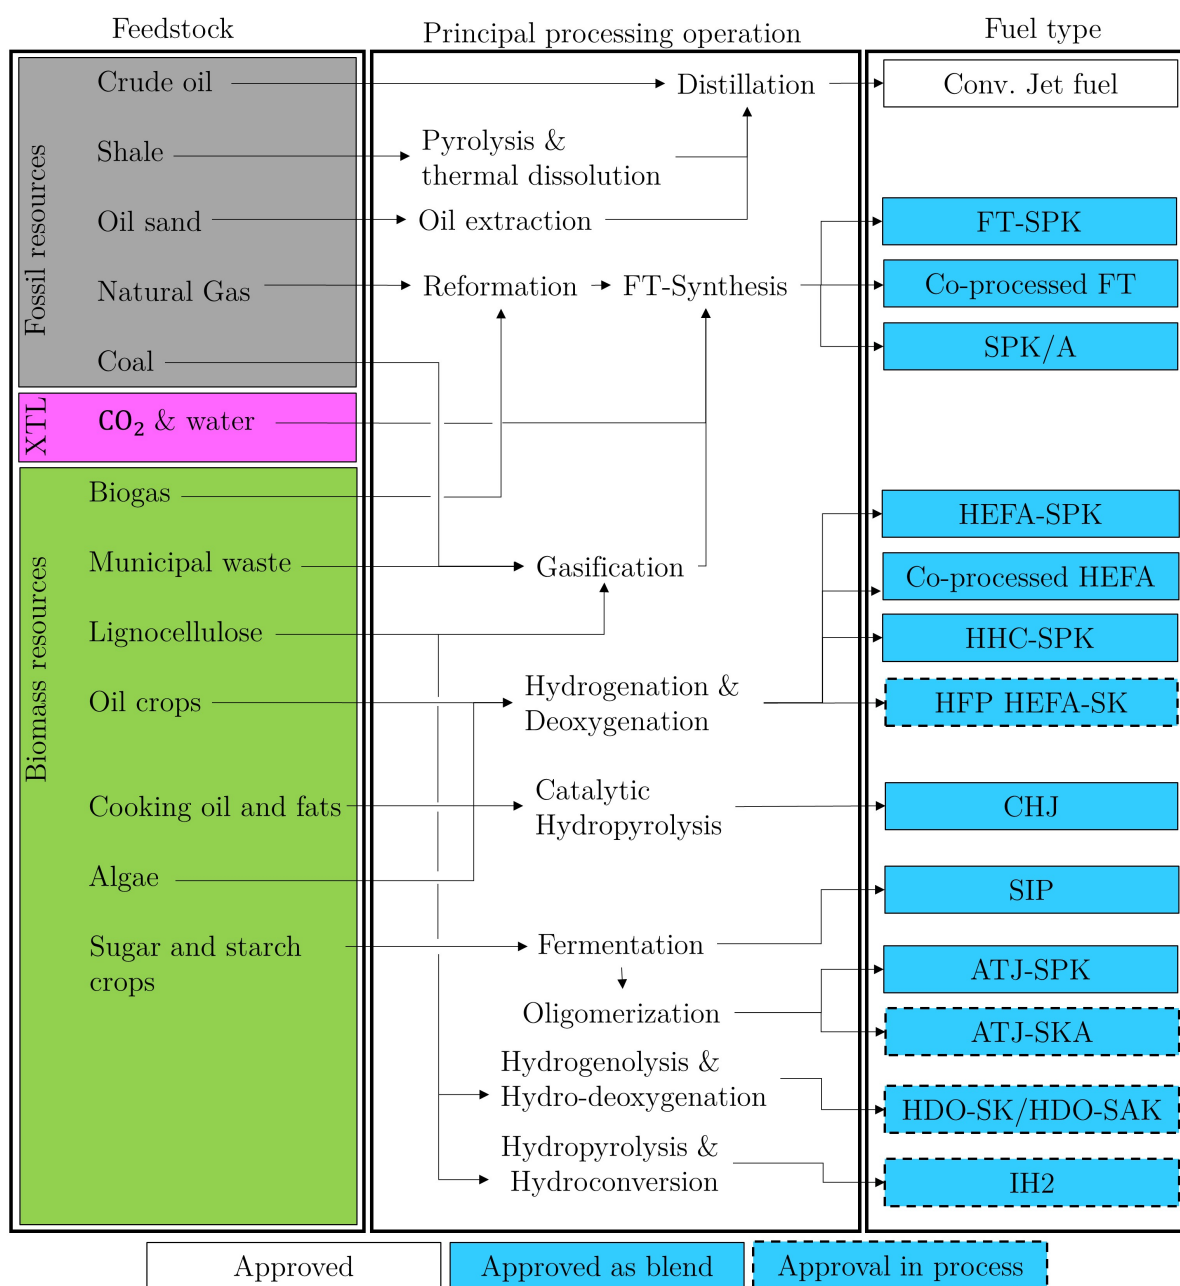 Feedstock
Principal processing operation
Fuel type
Fossil resources
Crude oil
Distillation
Conv. Jet fuel
Shale
Pyrolysis &
thermal dissolution
Oil sand
Oil extraction
FT-SPK
Natural Gas
Reformation
FT-Synthesis
Co-processed FT
Coal
SPK/A
XTL
CO₂ & water
Biomass resources
Biogas
HEFA-SPK
Municipal waste
Gasification
Co-processed HEFA
Lignocellulose
HHC-SPK
Oil crops
Hydrogenation &
Deoxygenation
HFP HEFA-SK
Cooking oil and fats
Catalytic
Hydropyrolysis
CHJ
Algae
SIP
Sugar and starch
crops
Fermentation
ATJ-SPK
Oligomerization
ATJ-SKA
Hydrogenolysis &
Hydro-deoxygenation
HDO-SK/HDO-SAK
Hydropyrolysis &
Hydroconversion
IH2
Approved
Approved as blend
Approval in process